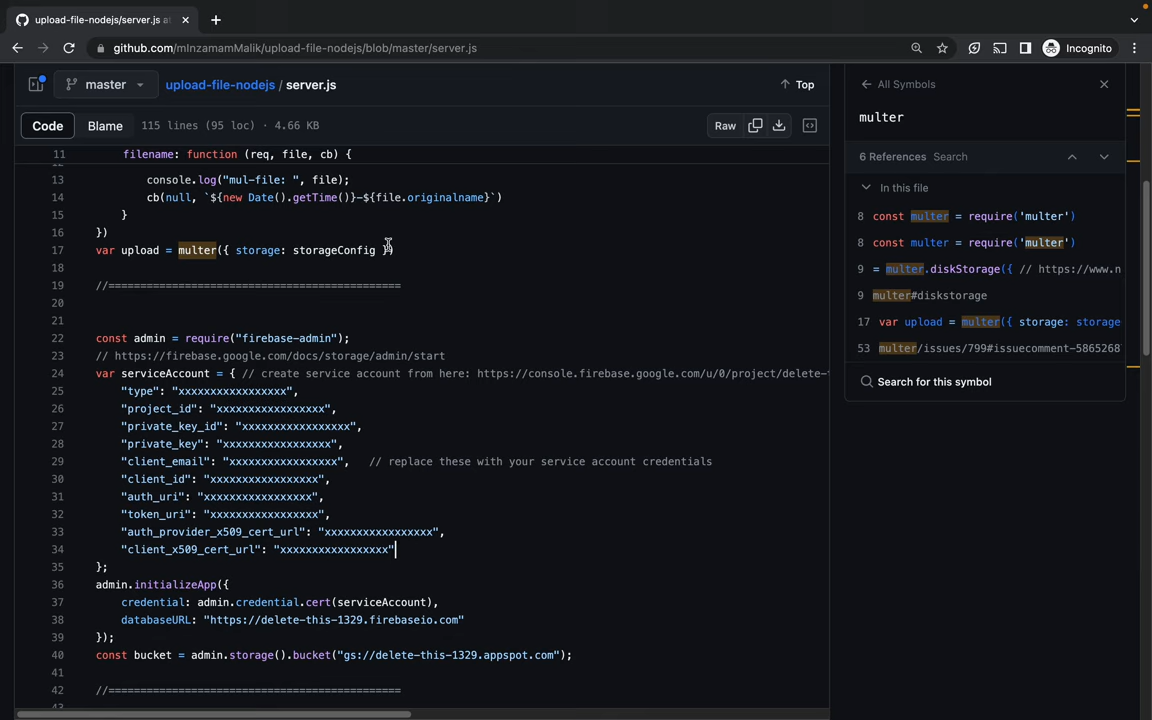 upload-file-nodejs/server.js at
github.com/mInzamamMalik/upload-file-nodejs/blob/master/server.js
Incognito
master
upload-file-nodejs / server.js
Top
Code
Blame
115 lines (95 loc) · 4.66 KB
Raw
11 filename: function (req, file, cb) {
13 console.log("mul-file: ", file);
14 cb(null, `${new Date().getTime()}-${file.originalname}`)
15 }
16 })
17 var upload = multer({ storage: storageConfig })
18
19 //=============================================
20
21
22 const admin = require("firebase-admin");
23 // https://firebase.google.com/docs/storage/admin/start
24 var serviceAccount = { // create service account from here: https://console.firebase.google.com/u/0/project/delete-
25 "type": "xxxxxxxxxxxxxxxxx",
26 "project_id": "xxxxxxxxxxxxxxxxx",
27 "private_key_id": "xxxxxxxxxxxxxxxxx",
28 "private_key": "xxxxxxxxxxxxxxxxx",
29 "client_email": "xxxxxxxxxxxxxxxxx", // replace these with your service account credentials
30 "client_id": "xxxxxxxxxxxxxxxxx",
31 "auth_uri": "xxxxxxxxxxxxxxxxx",
32 "token_uri": "xxxxxxxxxxxxxxxxx",
33 "auth_provider_x509_cert_url": "xxxxxxxxxxxxxxxxx",
34 "client_x509_cert_url": "xxxxxxxxxxxxxxxxx"
35 };
36 admin.initializeApp({
37 credential: admin.credential.cert(serviceAccount),
38 databaseURL: "https://delete-this-1329.firebaseio.com"
39 });
40 const bucket = admin.storage().bucket("gs://delete-this-1329.appspot.com");
41
42 //=============================================
All Symbols
multer
6 References Search
In this file
8 const multer = require('multer')
8 const multer = require('multer')
9 = multer.diskStorage({ // https://www.n
9 multer#diskstorage
17 var upload = multer({ storage: storage
53 multer/issues/799#issuecomment-5865268
Search for this symbol